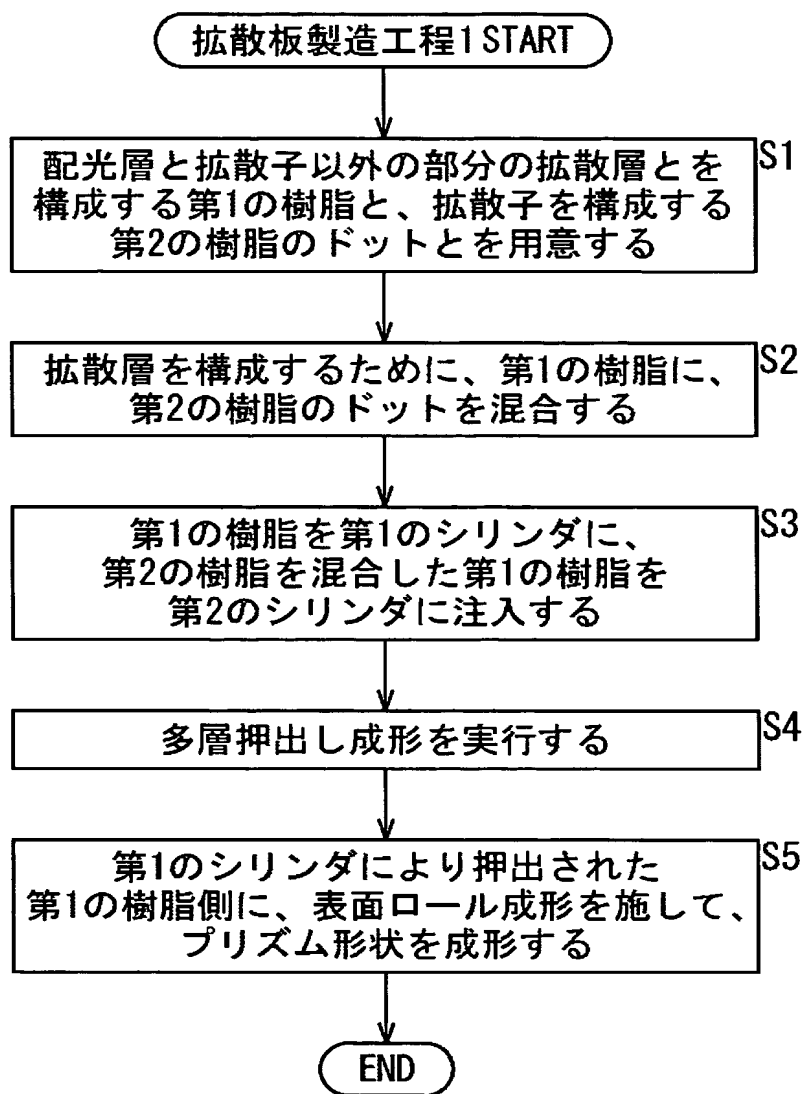 拡散板製造工程1 START
S1
配光層と拡散子以外の部分の拡散層とを
構成する第1の樹脂と、拡散子を構成する
第2の樹脂のドットとを用意する
S2
拡散層を構成するために、第1の樹脂に、
第2の樹脂のドットを混合する
S3
第1の樹脂を第1のシリンダに、
第2の樹脂を混合した第1の樹脂を
第2のシリンダに注入する
S4
多層押出し成形を実行する
S5
第1のシリンダにより押出された
第1の樹脂側に、表面ロール成形を施して、
プリズム形状を成形する
END